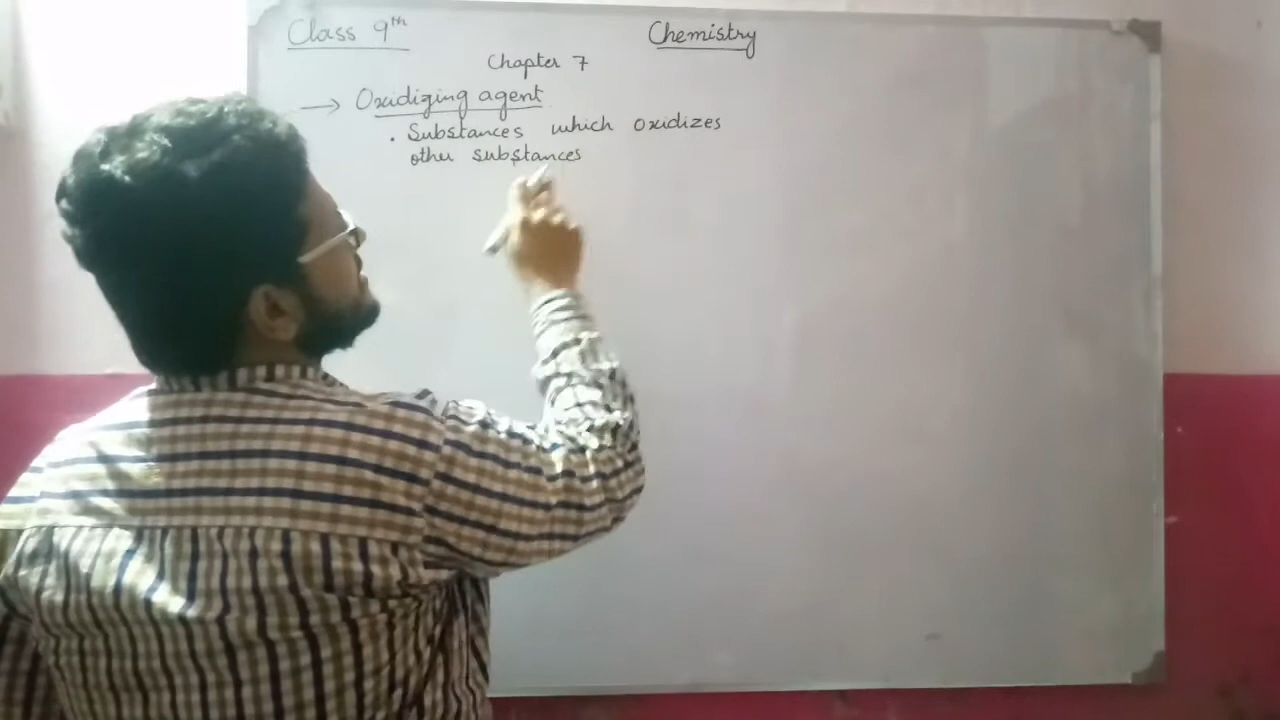 Class 9th Chemistry
Chapter 7
→ Oxidizing agent
. Substances which oxidizes
other substances